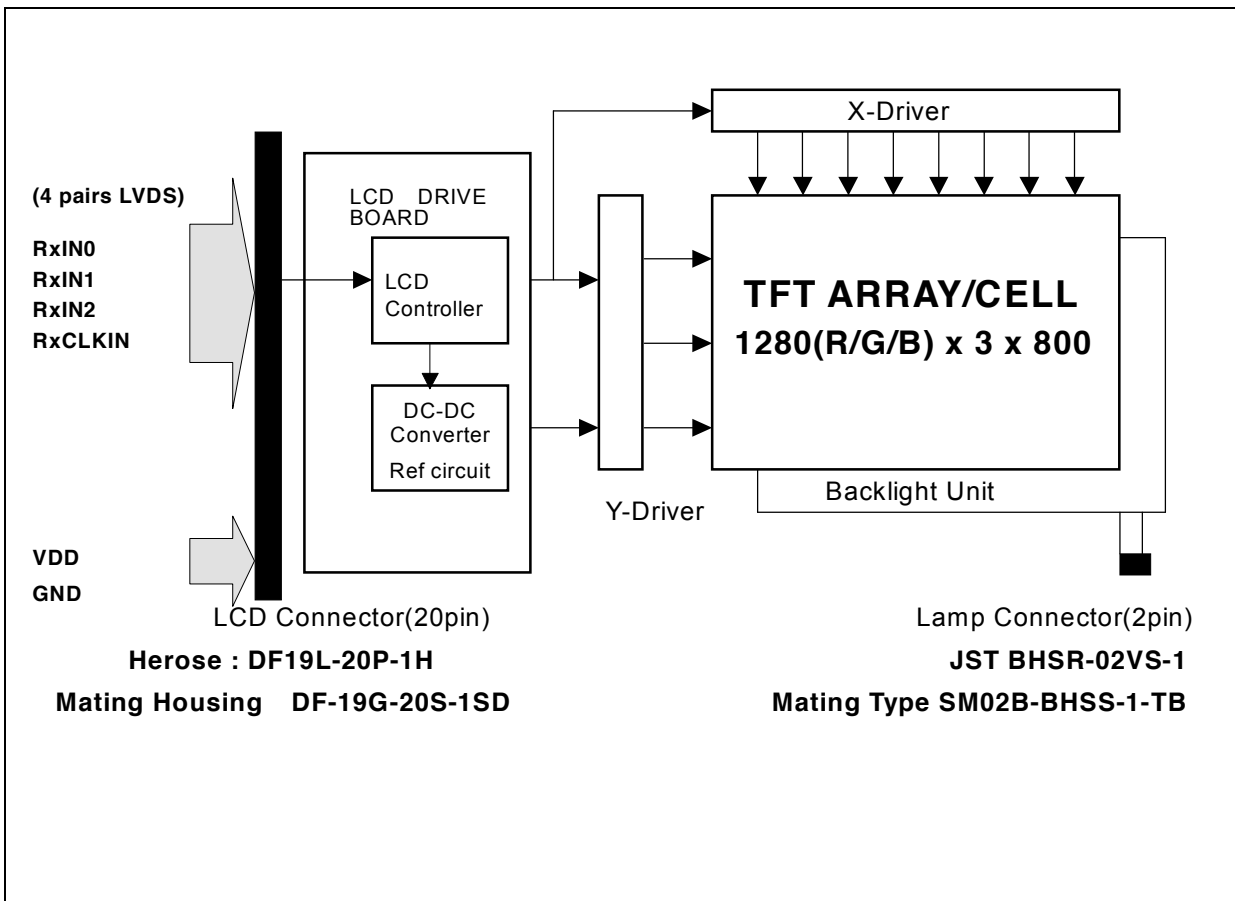 X-Driver
(4 pairs LVDS)
RxIN0
RxIN1
RxIN2
RxCLKIN
LCD DRIVE
BOARD
LCD
Controller
DC-DC
Converter
Ref circuit
TFT ARRAY/CELL
1280(R/G/B) x 3 x 800
Backlight Unit
Y-Driver
VDD
GND
LCD Connector(20pin)
Herose : DF19L-20P-1H
Mating Housing DF-19G-20S-1SD
Lamp Connector(2pin)
JST BHSR-02VS-1
Mating Type SM02B-BHSS-1-TB